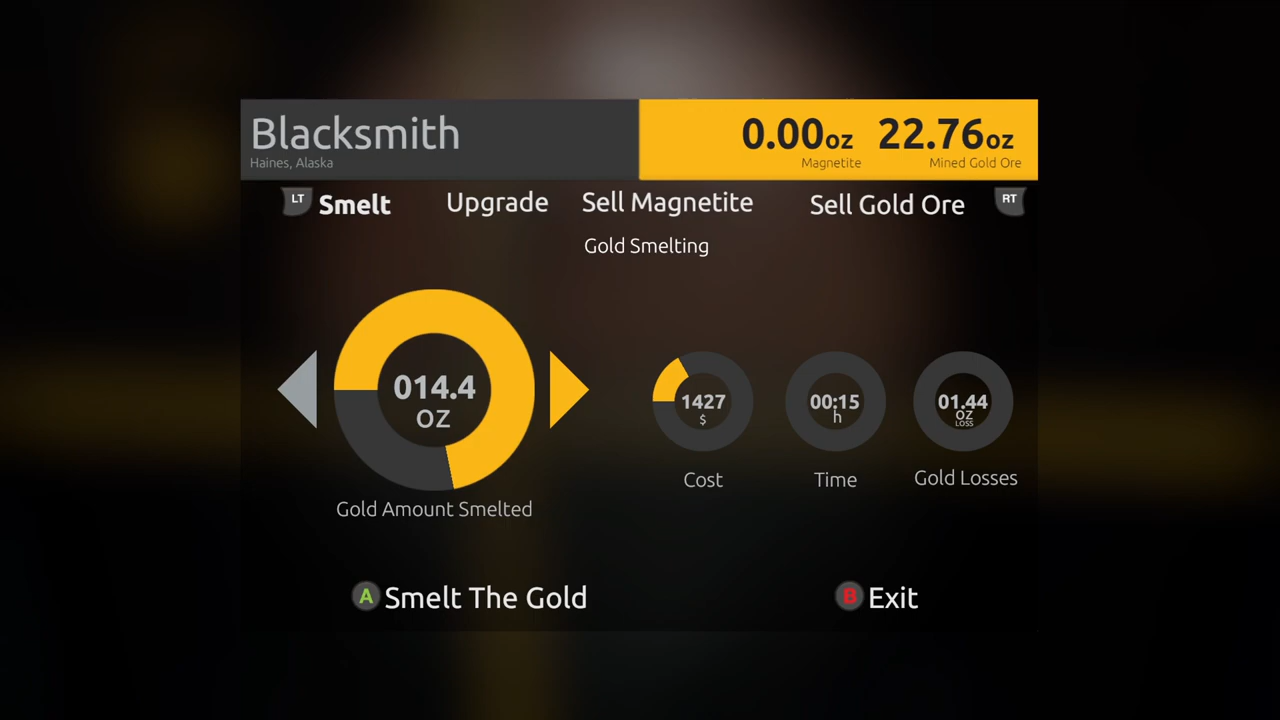 Blacksmith
Haines, Alaska
0.00oz 22.76oz
Magnetite Mined Gold Ore
LT Smelt Upgrade Sell Magnetite Sell Gold Ore RT
Gold Smelting
014.4
oz
1427
$
00:15
h
01.44
oz
LOSS
Cost Time Gold Losses
Gold Amount Smelted
A Smelt The Gold B Exit